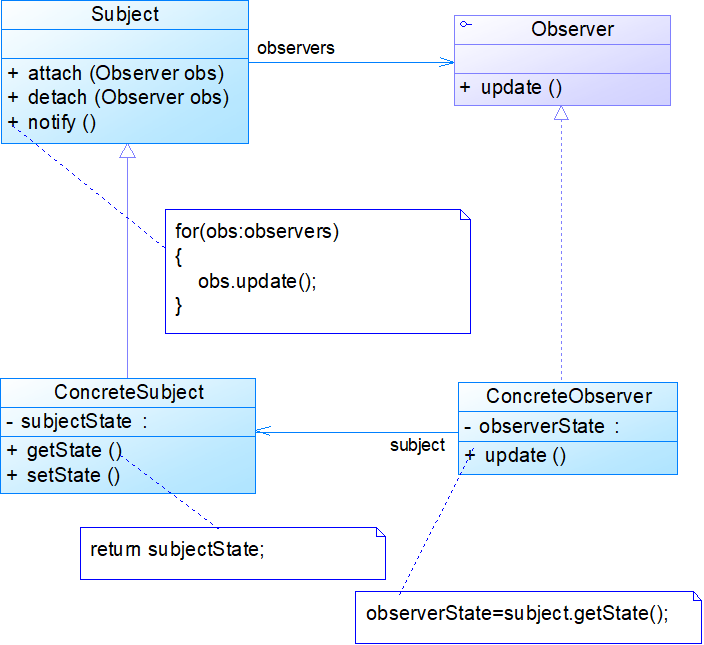 Subject
+ attach (Observer obs)
+ detach (Observer obs)
+ notify ()
observers
Observer
+ update ()
for(obs:observers)
{
obs.update();
}
ConcreteSubject
- subjectState :
+ getState ()
+ setState ()
subject
ConcreteObserver
- observerState :
+ update ()
return subjectState;
observerState=subject.getState();